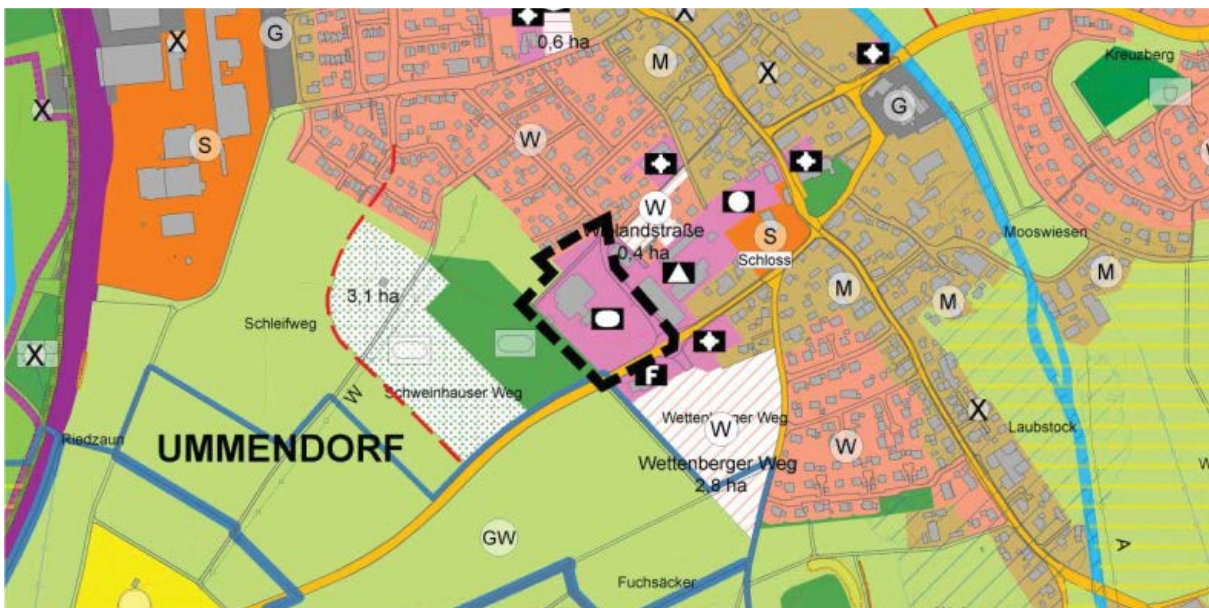 0,6 ha
X
G
M
X
Kreuzberg
X
G
S
W
W
W
Wielandstraße
0,4 ha
S
Schloss
Mooswiesen
M
M
M
3,1 ha
Schleifweg
X
Schweinhauser Weg
F
W
Wettenberger Weg
W
X
Riedzaun
UMMENDORF
Laubstock
W
Wettenberger Weg
2,8 ha
GW
A
Fuchsäcker